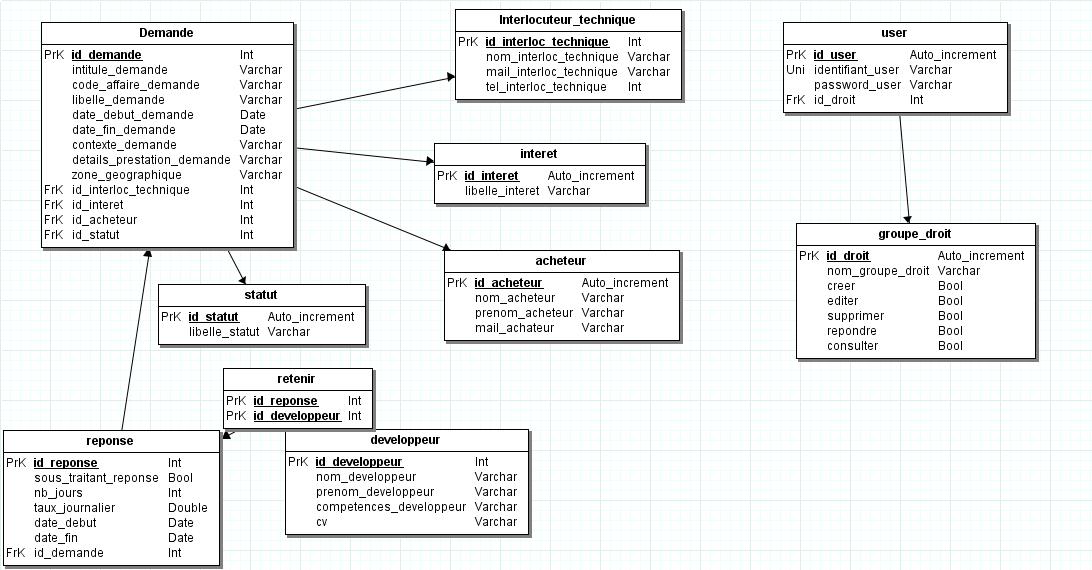 Demande
PrK id_demande Int
intitule_demande Varchar
code_affaire_demande Varchar
libelle_demande Varchar
date_debut_demande Date
date_fin_demande Date
contexte_demande Varchar
details_prestation_demande Varchar
zone_geographique Varchar
FrK id_interloc_technique Int
FrK id_interet Int
FrK id_acheteur Int
FrK id_statut Int
Interlocuteur_technique
PrK id_interloc_technique Int
nom_interloc_technique Varchar
mail_interloc_technique Varchar
tel_interloc_technique Int
user
PrK id_user Auto_increment
Uni identifiant_user Varchar
password_user Varchar
FrK id_droit Int
interet
PrK id_interet Auto_increment
libelle_interet Varchar
groupe_droit
PrK id_droit Auto_increment
nom_groupe_droit Varchar
creer Bool
editer Bool
supprimer Bool
repondre Bool
consulter Bool
acheteur
PrK id_acheteur Auto_increment
nom_acheteur Varchar
prenom_acheteur Varchar
mail_achateur Varchar
statut
PrK id_statut Auto_increment
libelle_statut Varchar
retenir
PrK id_reponse Int
PrK id_developpeur Int
reponse
PrK id_reponse Int
sous_traitant_reponse Bool
nb_jours Int
taux_journalier Double
date_debut Date
date_fin Date
FrK id_demande Int
developpeur
PrK id_developpeur Int
nom_developpeur Varchar
prenom_developpeur Varchar
competences_developpeur Varchar
cv Varchar